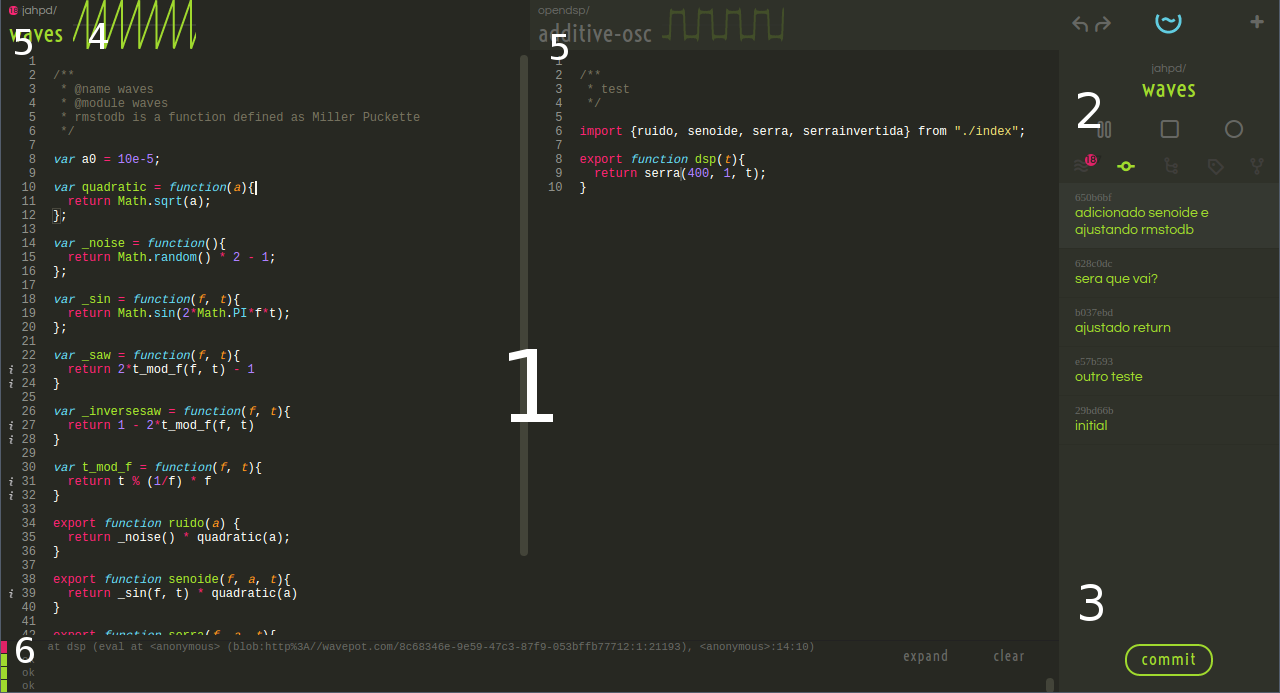 18 jahpd/
waves
5
4
1
2 /**
3 * @name waves
4 * @module waves
5 * rmstodb is a function defined as Miller Puckette
6 */
7
8 var a0 = 10e-5;
9
10 var quadratic = function(a){
11 return Math.sqrt(a);
12 };
13
14 var _noise = function(){
15 return Math.random() * 2 - 1;
16 };
17
18 var _sin = function(f, t){
19 return Math.sin(2*Math.PI*f*t);
20 };
21
22 var _saw = function(f, t){
i 23 return 2*t_mod_f(f, t) - 1
i 24 }
25
26 var _inversesaw = function(f, t){
i 27 return 1 - 2*t_mod_f(f, t)
i 28 }
29
30 var t_mod_f = function(f, t){
i 31 return t % (1/f) * f
i 32 }
33
34 export function ruido(a) {
35 return _noise() * quadratic(a);
36 }
37
38 export function senoide(f, a, t){
i 39 return _sin(f, t) * quadratic(a)
40 }
41
42 export function serra(f, a, t){
opendsp/
additive-osc
5
1
2 /**
3 * test
4 */
5
6 import {ruido, senoide, serra, serrainvertida} from "./index";
7
8 export function dsp(t){
9 return serra(400, 1, t);
10 }
1
jahpd/
waves
2
18
650b6bf
adicionado senoide e
ajustando rmstodb
628c0dc
sera que vai?
b037ebd
ajustado return
e57b593
outro teste
29bd66b
initial
3
commit
6
at dsp (eval at <anonymous> (blob:http%3A//wavepot.com/8c68346e-9e59-47c3-87f9-053bffb77712:1:21193), <anonymous>:14:10)
expand clear
ok
ok